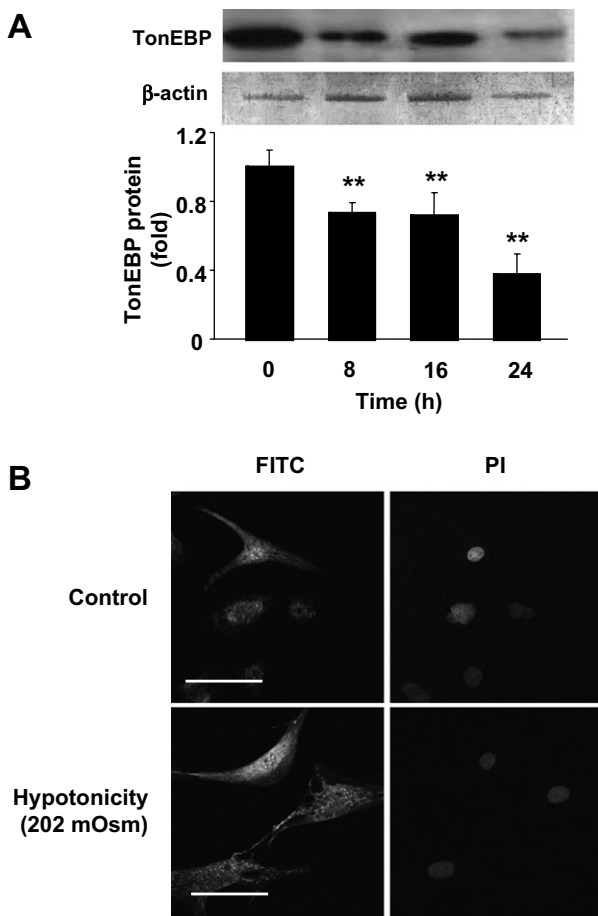 A
TonEBP
β-actin
TonEBP protein
(fold)
1.2
0.8
0.4
0
**
**
**
0 8 16 24
Time (h)
B
FITC PI
Control
Hypotonicity
(202 mOsm)